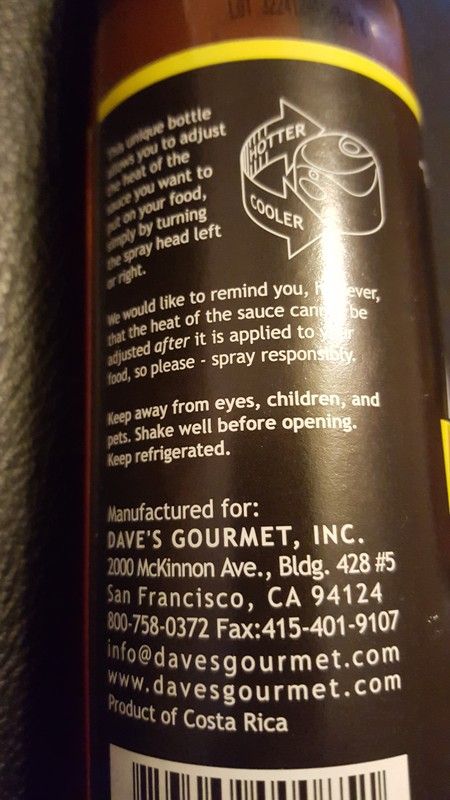 LOT
This unique bottle
allows you to adjust
the heat of the
sauce you want to
put on your food,
simply by turning
the spray head left
or right.
HOTTER
COOLER
We would like to remind you, however,
that the heat of the sauce cannot be
adjusted after it is applied to your
food, so please - spray responsibly.
Keep away from eyes, children, and
pets. Shake well before opening.
Keep refrigerated.
Manufactured for:
DAVE'S GOURMET, INC.
2000 McKinnon Ave., Bldg. 428 #5
San Francisco, CA 94124
800-758-0372 Fax:415-401-9107
info@davesgourmet.com
www.davesgourmet.com
Product of Costa Rica